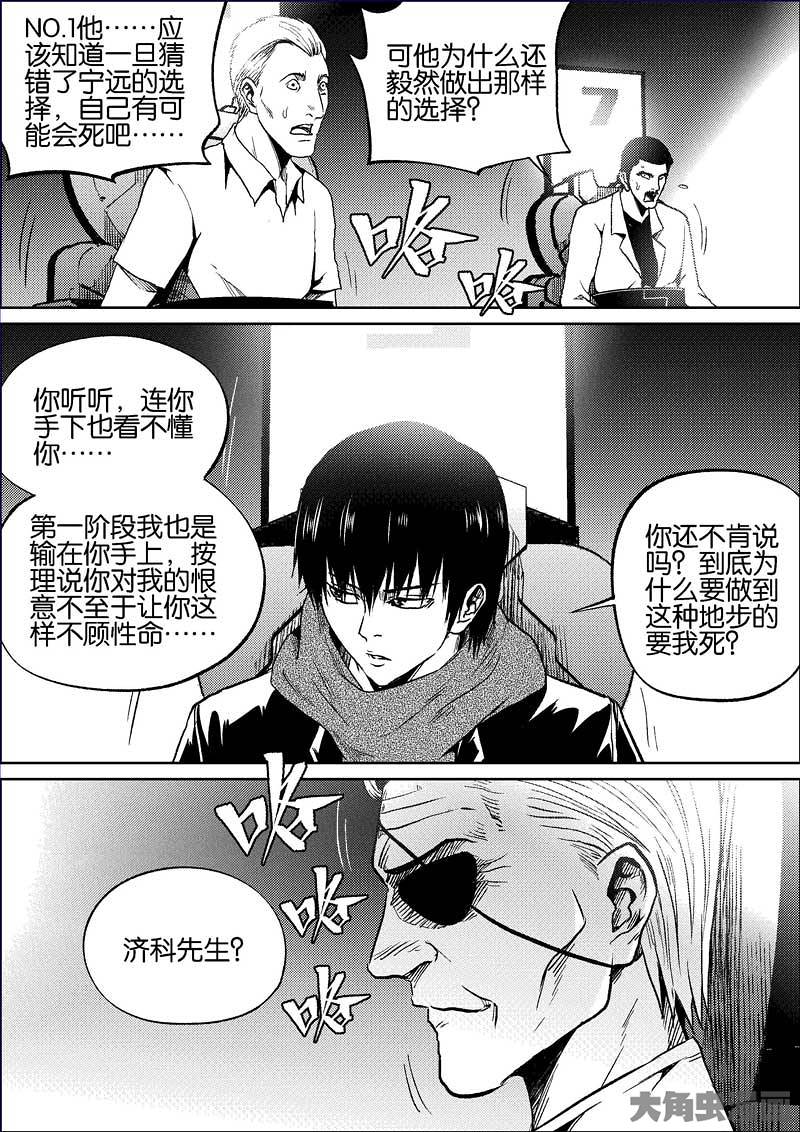 NO.1他……应
该知道一旦猜
错了宁远的选
择，自己有可
能会死吧……
可他为什么还
毅然做出那样
的选择？
7
咯
咯
你听听，连你
手下也看不懂
你……
第一阶段我也是
输在你手上，按
理说你对我的恨
意不至于让你这
样不顾性命……
你还不肯说
吗？到底为
什么要做到
这种地步的
要我死？
咯
咯
咯
济科先生？
大角虫漫画